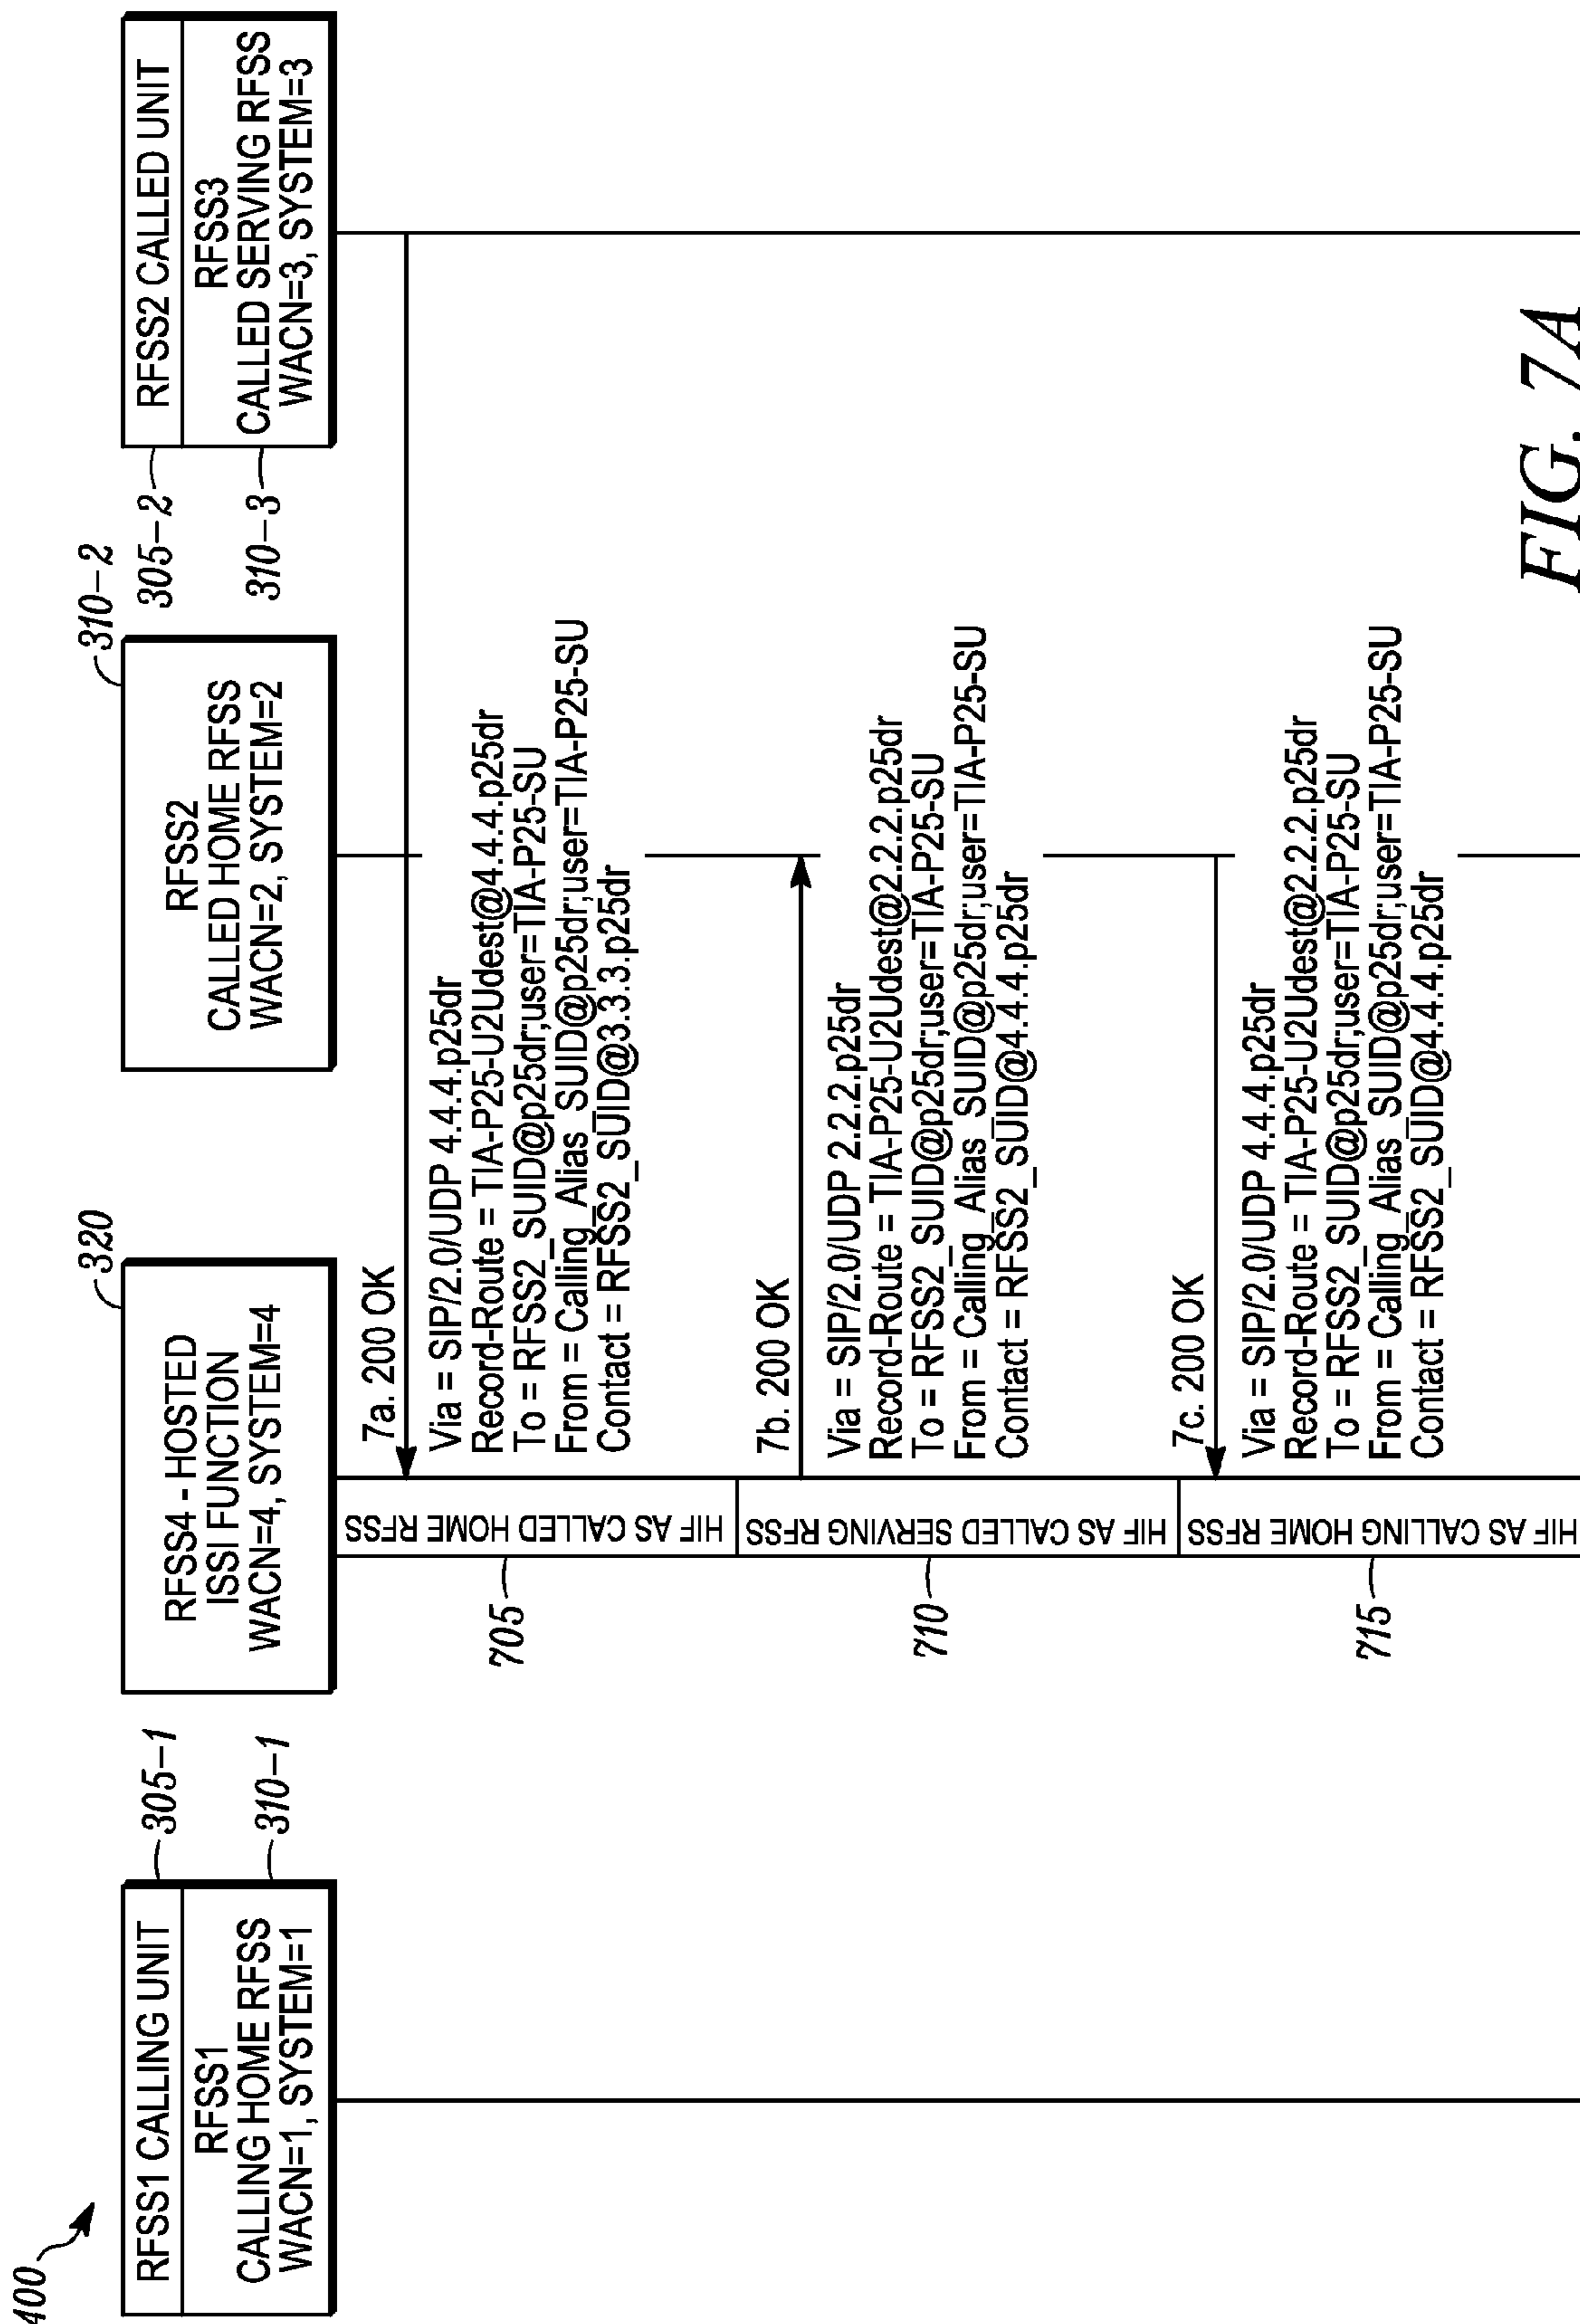 400
RFSS1 CALLING UNIT
305-1
RFSS1
CALLING HOME RFSS
WACN=1, SYSTEM=1
310-1
320
RFSS4 - HOSTED
ISSI FUNCTION
WACN=4, SYSTEM=4
310-2
RFSS2
CALLED HOME RFSS
WACN=2, SYSTEM=2
305-2
RFSS2 CALLED UNIT
310-3
RFSS3
CALLED SERVING RFSS
WACN=3, SYSTEM=3
705
HIF AS CALLED HOME RFSS
7a. 200 OK
Via = SIP/2.0/UDP 4.4.4.p25dr
Record-Route = TIA-P25-U2Udest@4.4.4.p25dr
To = RFSS2_SUID@p25dr;user=TIA-P25-SU
From = Calling_Alias_SUID@p25dr;user=TIA-P25-SU
Contact = RFSS2_SUID@3.3.3.p25dr
710
HIF AS CALLED SERVING RFSS
7b. 200 OK
Via = SIP/2.0/UDP 2.2.2.p25dr
Record-Route = TIA-P25-U2Udest@2.2.2.p25dr
To = RFSS2_SUID@p25dr;user=TIA-P25-SU
From = Calling_Alias_SUID@p25dr;user=TIA-P25-SU
Contact = RFSS2_SUID@4.4.4.p25dr
715
HIF AS CALLING HOME RFSS
7c. 200 OK
Via = SIP/2.0/UDP 4.4.4.p25dr
Record-Route = TIA-P25-U2Udest@2.2.2.p25dr
To = RFSS2_SUID@p25dr;user=TIA-P25-SU
From = Calling_Alias_SUID@p25dr;user=TIA-P25-SU
Contact = RFSS2_SUID@4.4.4.p25dr
FIG. 7A